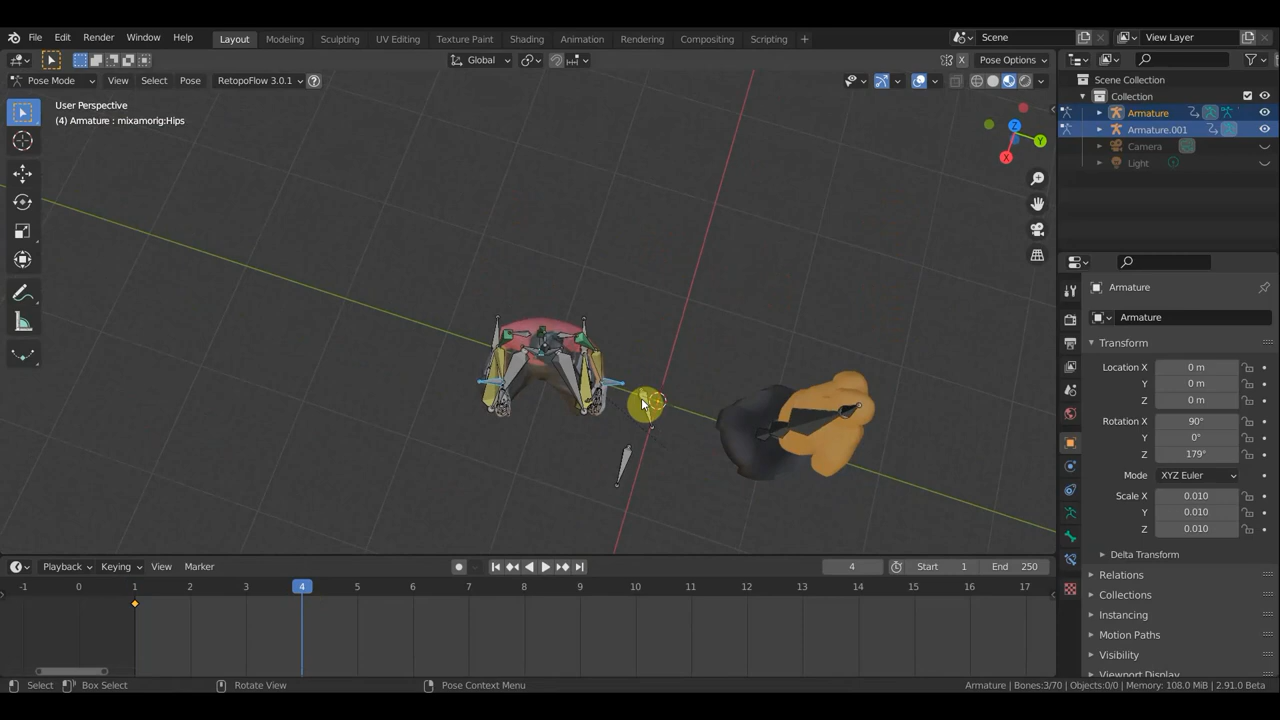 File Edit Render Window Help Layout Modeling Sculpting UV Editing Texture Paint Shading Animation Rendering Compositing Scripting + Scene View Layer
Global Pose Options
Pose Mode View Select Pose RetopoFlow 3.0.1
User Perspective
(4) Armature : mixamorig:Hips
Scene Collection
Collection
Armature
Armature.001
Camera
Light
X
Y
Z
Armature
Armature
Transform
Location X 0 m
Y 0 m
Z 0 m
Rotation X 90°
Y 0°
Z 179°
Mode XYZ Euler
Scale X 0.010
Y 0.010
Z 0.010
Delta Transform
Relations
Collections
Instancing
Motion Paths
Visibility
Viewport Display
Playback Keying View Marker 4 Start 1 End 250
-1 0 1 2 3 4 5 6 7 8 9 10 11 12 13 14 15 16 17
Select Box Select Rotate View Pose Context Menu Armature | Bones:3/70 | Objects:0/0 | Memory: 108.0 MiB | 2.91.0 Beta